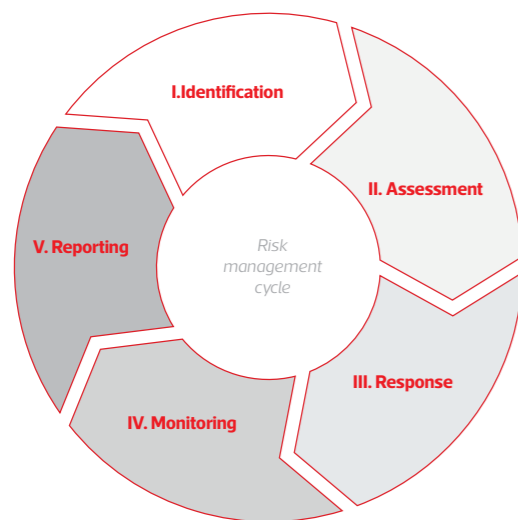 I.Identification
II. Assessment
III. Response
IV. Monitoring
V. Reporting
Risk
management
cycle